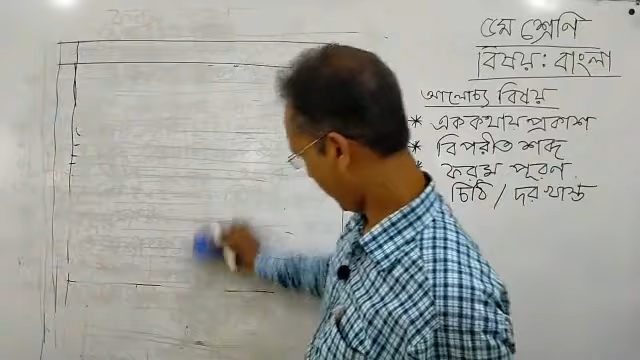 ৫ম শ্রেণি
বিষয়: বাংলা
আলোচ্য বিষয়
* এককথায় প্রকাশ
* বিপরীত শব্দ
* ফরম পূরণ
চিঠি / দরখাস্ত